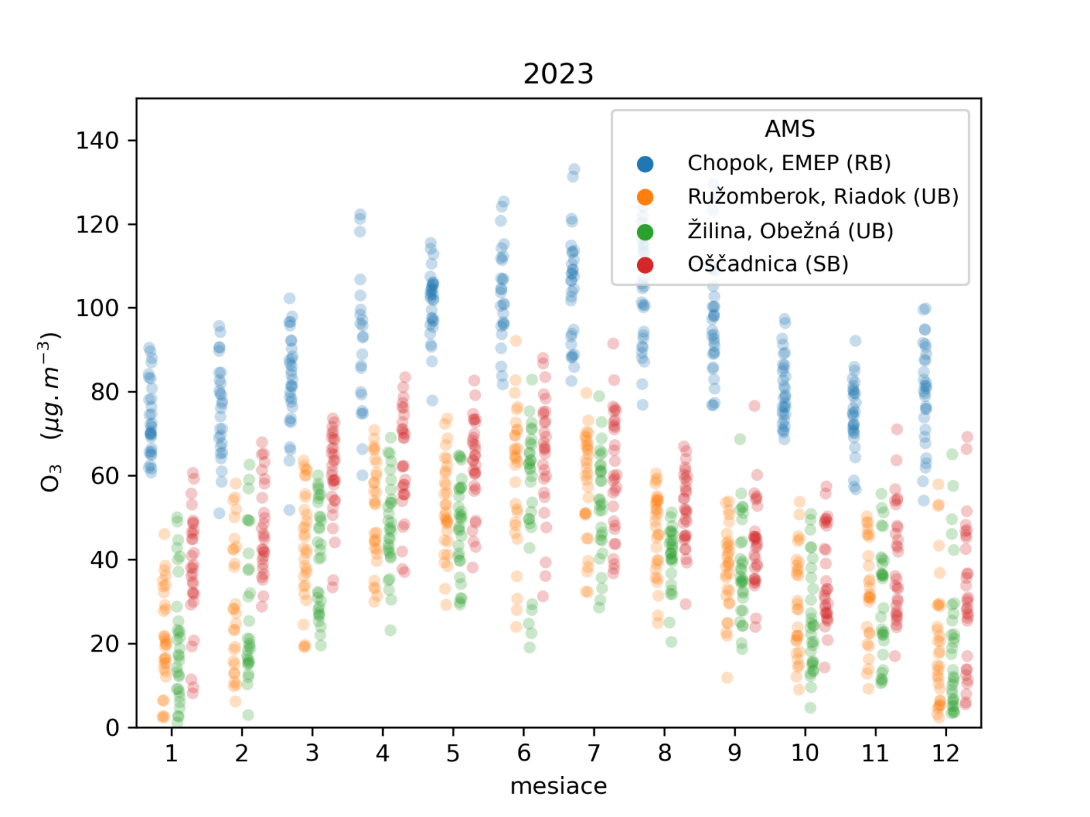 2023
O₃ (μg.m⁻³)
140
120
100
80
60
40
20
0
AMS
Chopok, EMEP (RB)
Ružomberok, Riadok (UB)
Žilina, Obežná (UB)
Oščadnica (SB)
1 2 3 4 5 6 7 8 9 10 11 12
mesiace